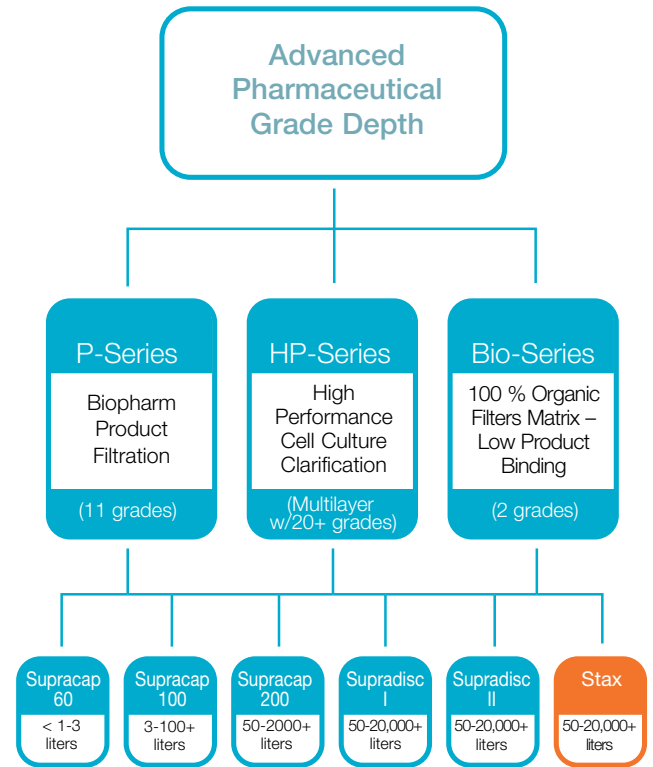 Advanced
Pharmaceutical
Grade Depth
P-Series
Biopharm
Product
Filtration
(11 grades)
HP-Series
High
Performance
Cell Culture
Clarification
(Multilayer
w/20+ grades)
Bio-Series
100 % Organic
Filters Matrix –
Low Product
Binding
(2 grades)
Supracap
60
< 1-3
liters
Supracap
100
3-100+
liters
Supracap
200
50-2000+
liters
Supradisc
I
50-20,000+
liters
Supradisc
II
50-20,000+
liters
Stax
50-20,000+
liters